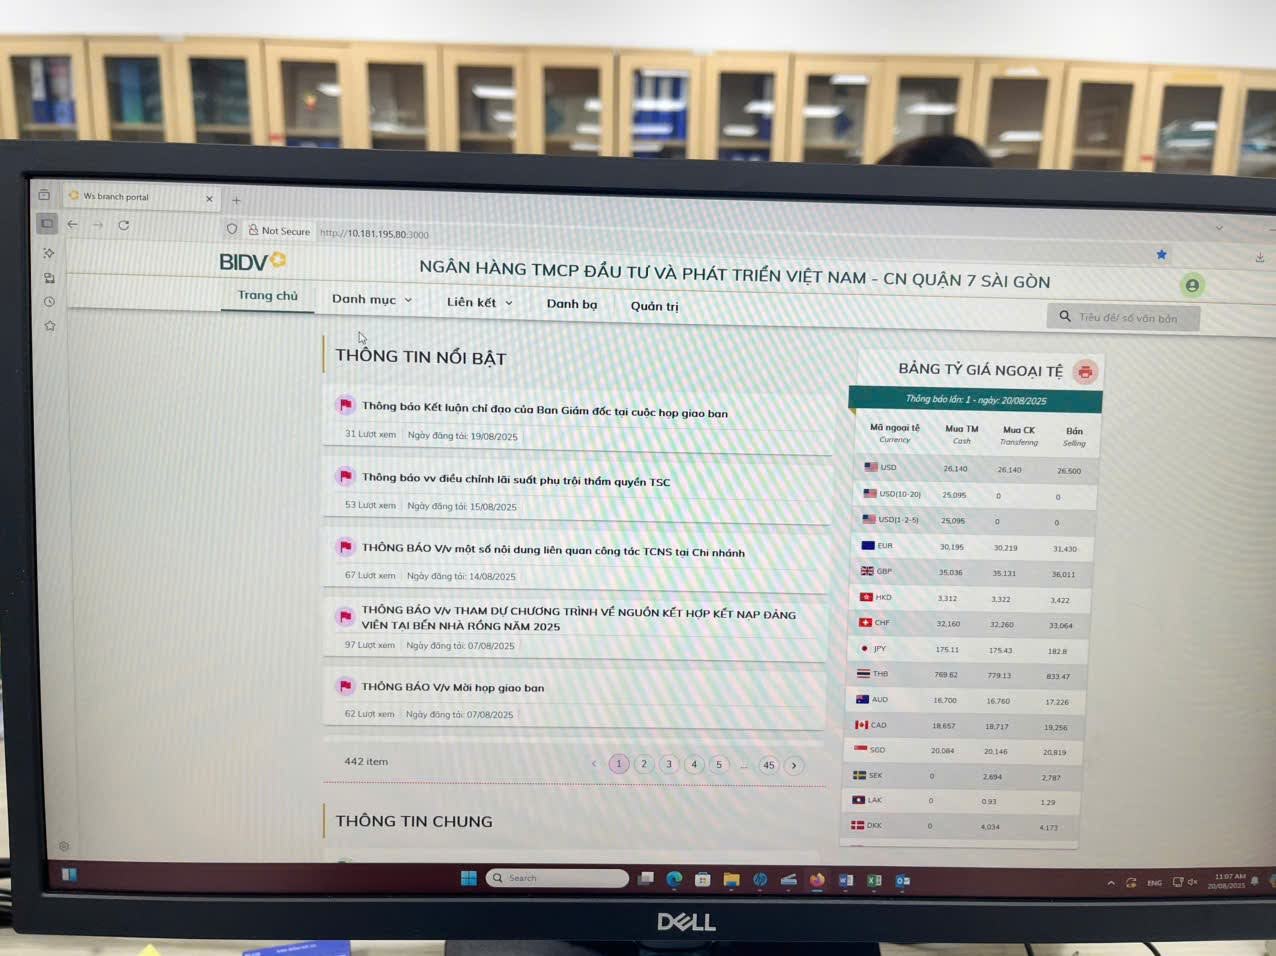 Ws branch portal
Not Secure http://10.181.195.80:3000
BIDV
NGÂN HÀNG TMCP ĐẦU TƯ VÀ PHÁT TRIỂN VIỆT NAM - CN QUẬN 7 SÀI GÒN
Trang chủ Danh mục Liên kết Danh bạ Quản trị
Tiêu đề/ số văn bản
THÔNG TIN NỔI BẬT
Thông báo Kết luận chỉ đạo của Ban Giám đốc tại cuộc họp giao ban
31 Lượt xem Ngày đăng tải: 19/08/2025
Thông báo vv điều chỉnh lãi suất phụ trội thẩm quyền TSC
53 Lượt xem Ngày đăng tải: 15/08/2025
THÔNG BÁO V/v một số nội dung liên quan công tác TCNS tại Chi nhánh
67 Lượt xem Ngày đăng tải: 14/08/2025
THÔNG BÁO V/v THAM DỰ CHƯƠNG TRÌNH VỀ NGUỒN KẾT HỢP KẾT NẠP ĐẢNG
VIÊN TẠI BẾN NHÀ RỒNG NĂM 2025
97 Lượt xem Ngày đăng tải: 07/08/2025
THÔNG BÁO V/v Mời họp giao ban
62 Lượt xem Ngày đăng tải: 07/08/2025
442 item
1 2 3 4 5 ... 45
THÔNG TIN CHUNG
BẢNG TỶ GIÁ NGOẠI TỆ
Thông báo lần: 1 - ngày: 20/08/2025
Mã ngoại tệ Mua TM Mua CK Bán
Currency Cash Transferring Selling
USD 26,140 26,140 26,500
USD(10-20) 25,095 0 0
USD(1-2-5) 25,095 0 0
EUR 30,195 30,219 31,430
GBP 35,036 35,131 36,011
HKD 3,312 3,322 3,422
CHF 32,160 32,260 33,064
JPY 175.11 175.43 182.8
THB 769.62 779.13 833.47
AUD 16,700 16,760 17,226
CAD 18,657 18,717 19,256
SGD 20,084 20,146 20,819
SEK 0 2,694 2,787
LAK 0 0.93 1.29
DKK 0 4,034 4,173
Search
ENG
11:07 AM
20/08/2025
DELL